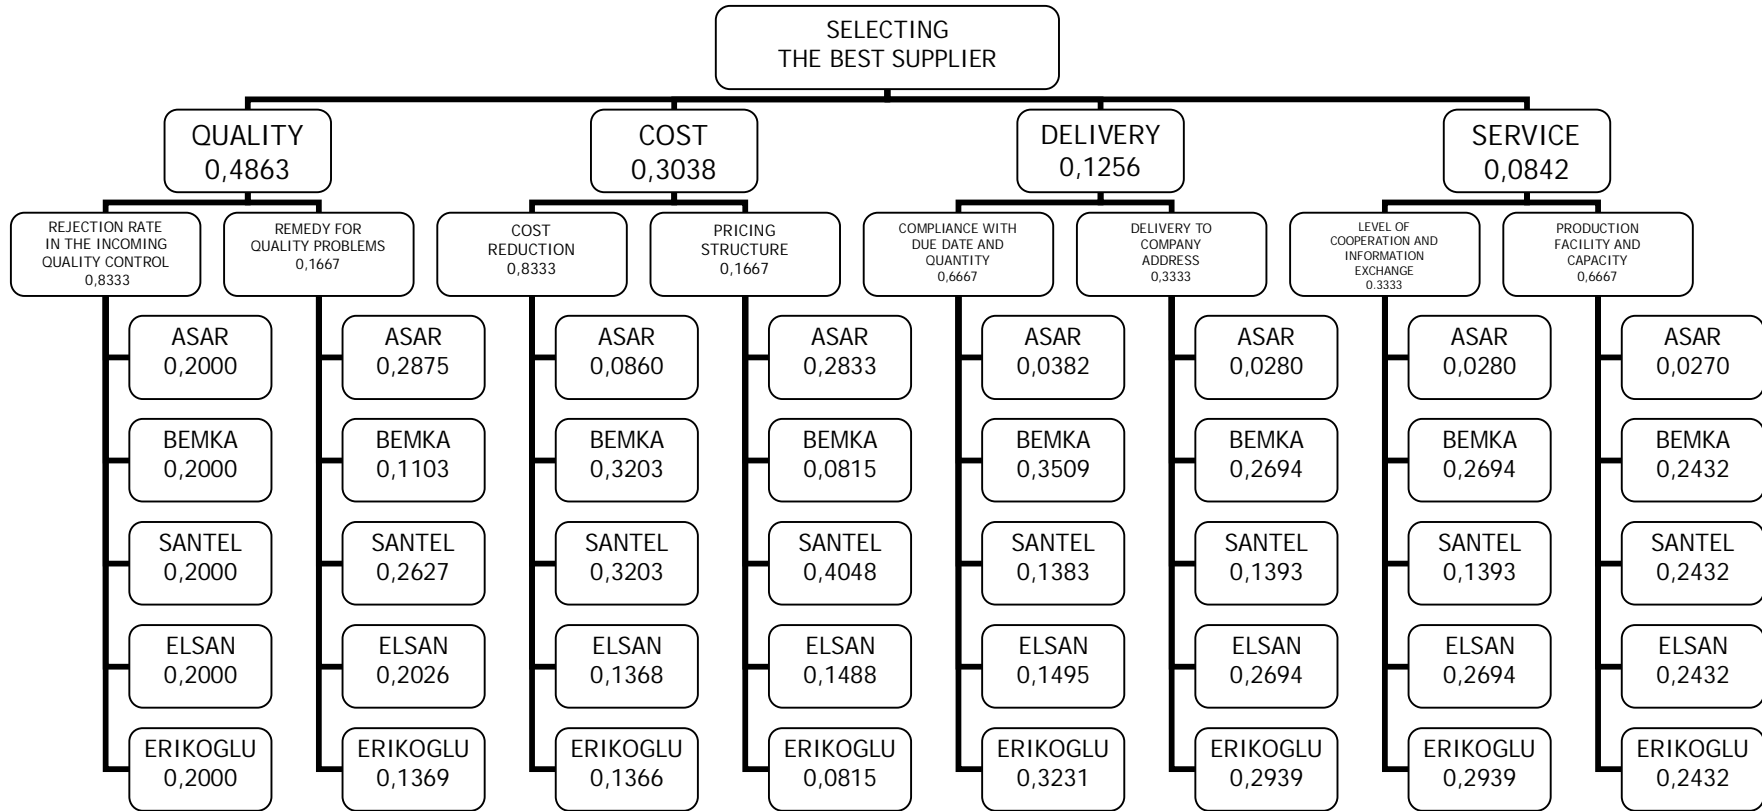 SELECTING
THE BEST SUPPLIER
QUALITY
0,4863
COST
0,3038
DELIVERY
0,1256
SERVICE
0,0842
REJECTION RATE
IN THE INCOMING
QUALITY CONTROL
0,8333
REMEDY FOR
QUALITY PROBLEMS
0,1667
COST
REDUCTION
0,8333
PRICING
STRUCTURE
0,1667
COMPLIANCE WITH
DUE DATE AND
QUANTITY
0,6667
DELIVERY TO
COMPANY
ADDRESS
0,3333
LEVEL OF
COOPERATION AND
INFORMATION
EXCHANGE
0.3333
PRODUCTION
FACILITY AND
CAPACITY
0,6667
ASAR
0,2000
BEMKA
0,2000
SANTEL
0,2000
ELSAN
0,2000
ERIKOGLU
0,2000
ASAR
0,2875
BEMKA
0,1103
SANTEL
0,2627
ELSAN
0,2026
ERIKOGLU
0,1369
ASAR
0,0860
BEMKA
0,3203
SANTEL
0,3203
ELSAN
0,1368
ERIKOGLU
0,1366
ASAR
0,2833
BEMKA
0,0815
SANTEL
0,4048
ELSAN
0,1488
ERIKOGLU
0,0815
ASAR
0,0382
BEMKA
0,3509
SANTEL
0,1383
ELSAN
0,1495
ERIKOGLU
0,3231
ASAR
0,0280
BEMKA
0,2694
SANTEL
0,1393
ELSAN
0,2694
ERIKOGLU
0,2939
ASAR
0,0280
BEMKA
0,2694
SANTEL
0,1393
ELSAN
0,2694
ERIKOGLU
0,2939
ASAR
0,0270
BEMKA
0,2432
SANTEL
0,2432
ELSAN
0,2432
ERIKOGLU
0,2432